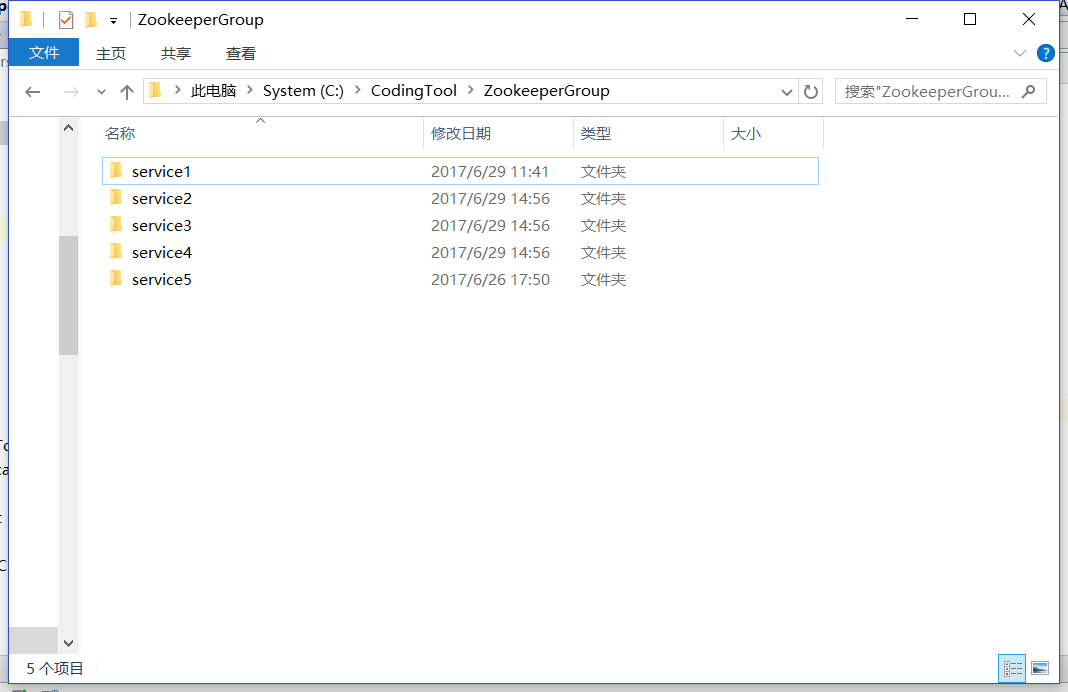 ZookeeperGroup
文件 主页 共享 查看
此电脑 System (C:) CodingTool ZookeeperGroup 搜索"ZookeeperGrou...
名称 修改日期 类型 大小
service1 2017/6/29 11:41 文件夹
service2 2017/6/29 14:56 文件夹
service3 2017/6/29 14:56 文件夹
service4 2017/6/29 14:56 文件夹
service5 2017/6/26 17:50 文件夹
5 个项目